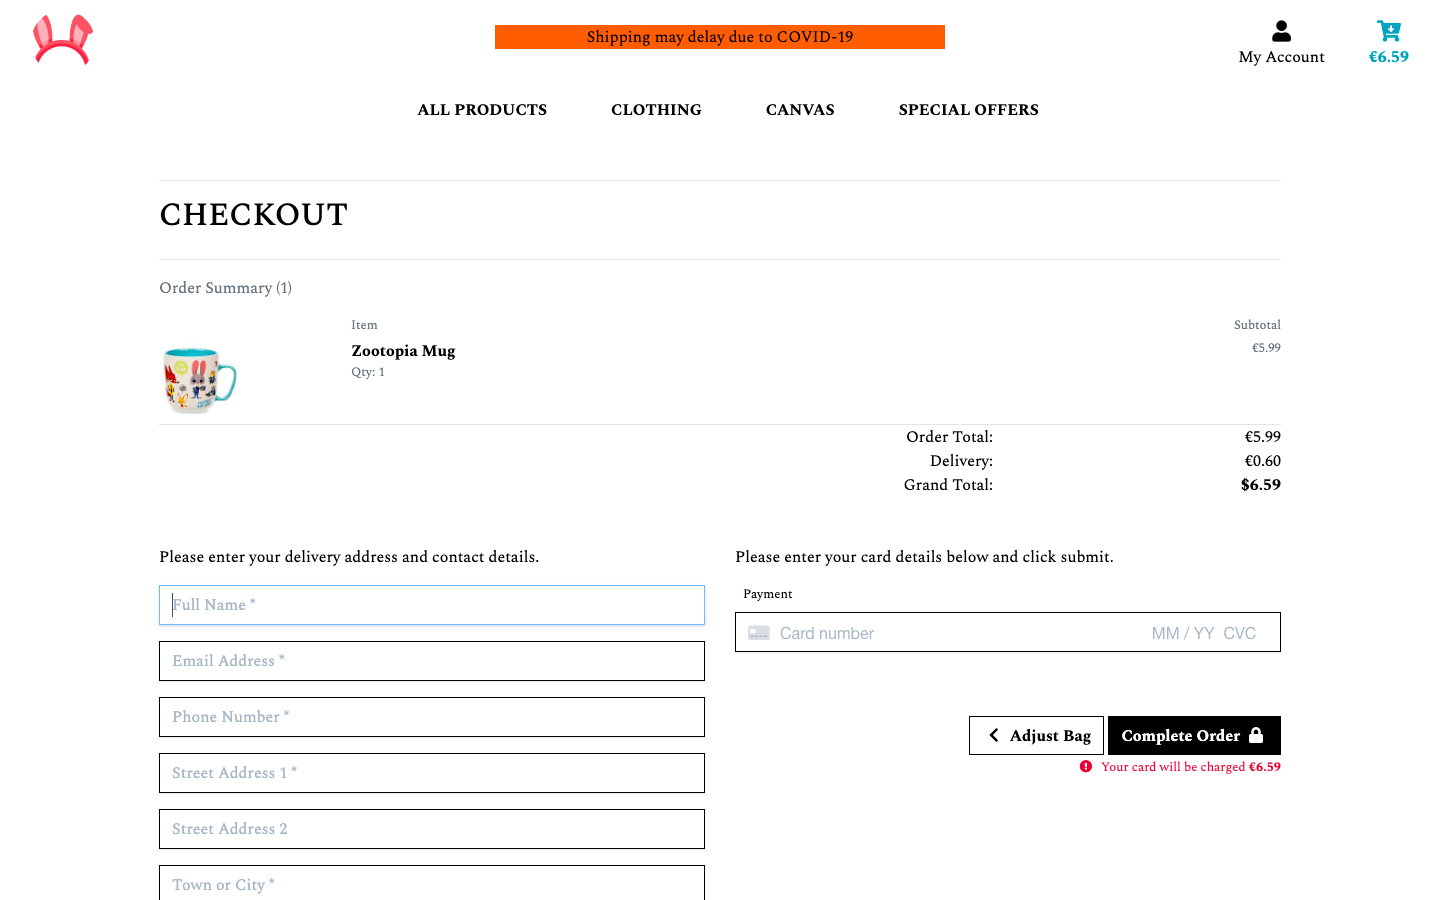 Shipping may delay due to COVID-19
My Account
€6.59
ALL PRODUCTS
CLOTHING
CANVAS
SPECIAL OFFERS
CHECKOUT
Order Summary (1)
Item
Subtotal
Zootopia Mug
€5.99
Qty: 1
Order Total:
€5.99
Delivery:
€0.60
Grand Total:
$6.59
Please enter your delivery address and contact details.
Full Name *
Email Address *
Phone Number *
Street Address 1 *
Street Address 2
Town or City *
Please enter your card details below and click submit.
Payment
Card number
MM / YY CVC
Adjust Bag
Complete Order
Your card will be charged €6.59